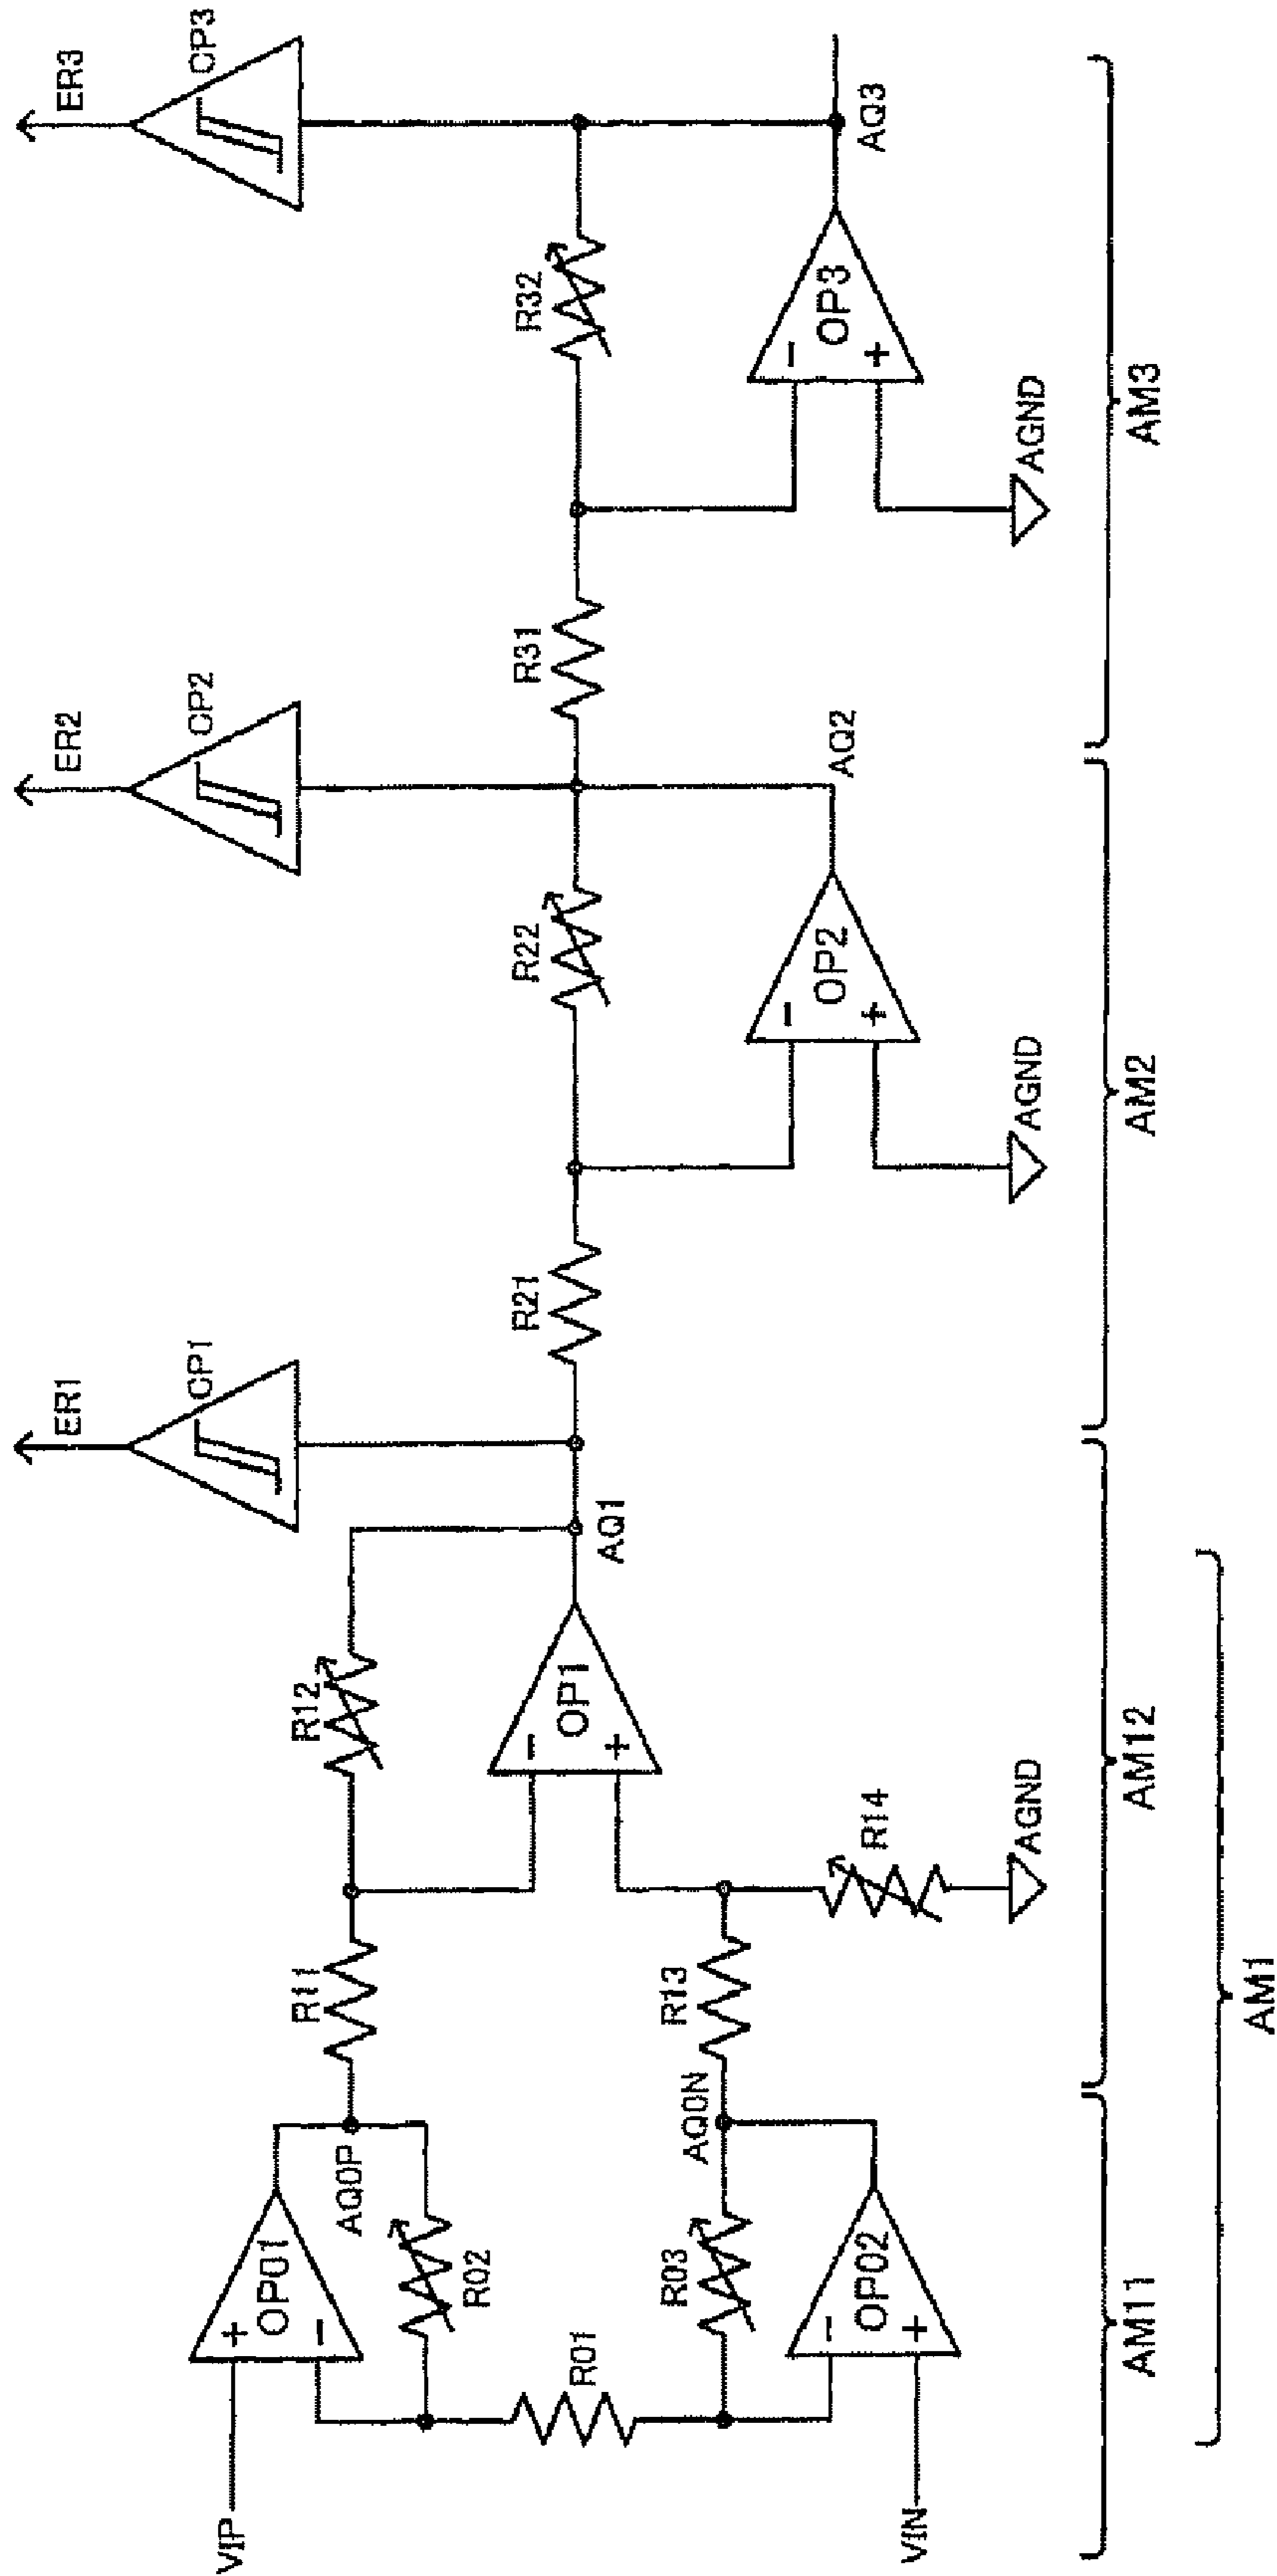 ER1
ER2
ER3
CP1
CP2
CP3
VIP
OP01
+
−
AQ0P
R02
R01
R11
R12
−
OP1
+
AQ1
R21
R22
AQ2
R31
R32
AQ3
R03
AQ0N
R13
R14
AGND
−
OP02
+
VIN
−
OP2
+
AGND
−
OP3
+
AGND
AM11
AM12
AM2
AM3
AM1